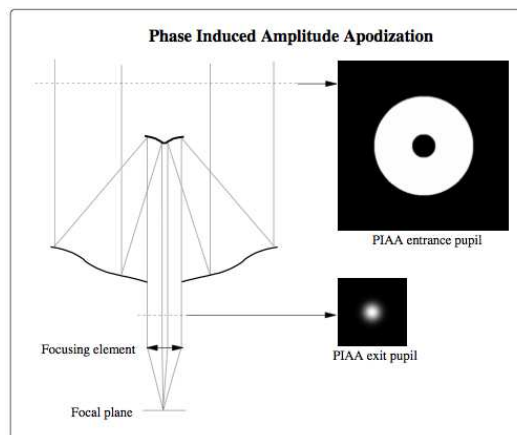 Phase Induced Amplitude Apodization
PIAA entrance pupil
Focusing element
PIAA exit pupil
Focal plane